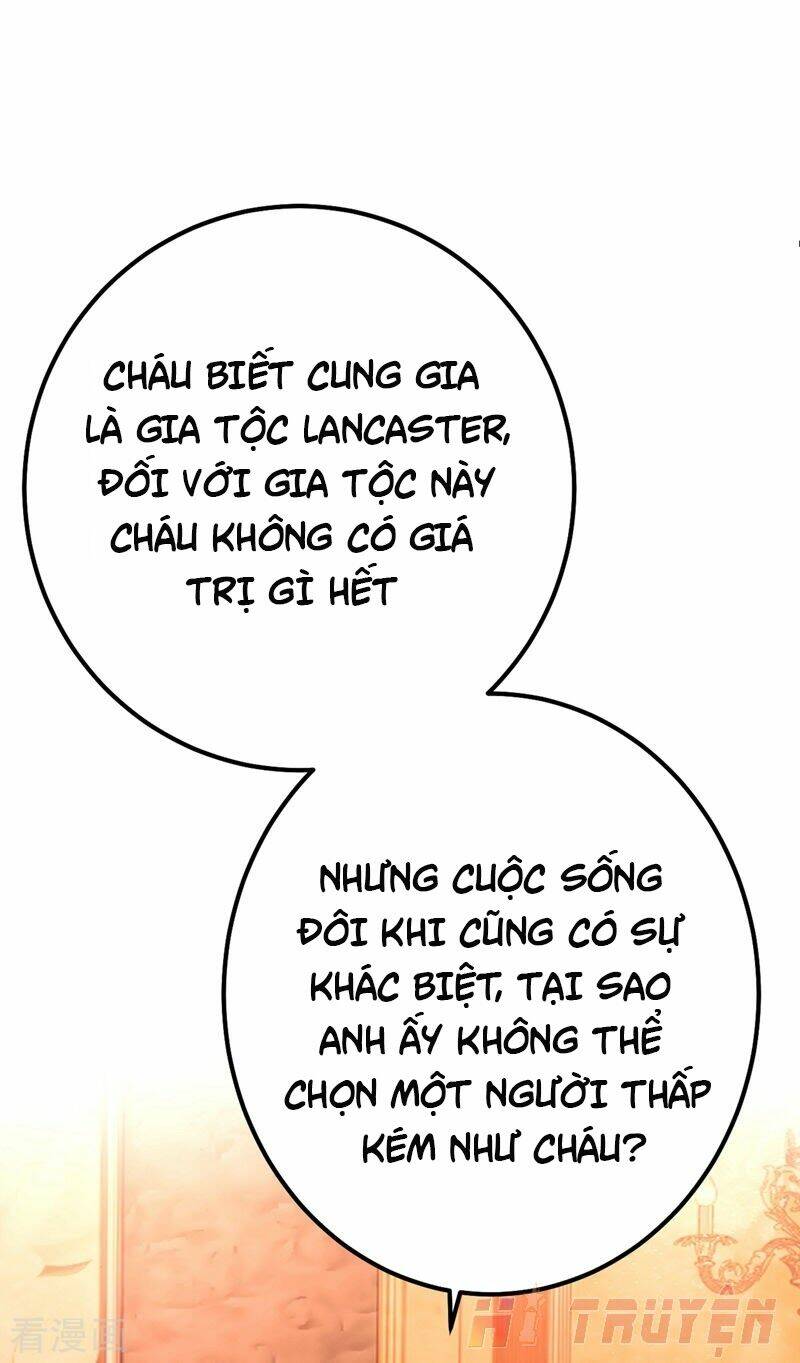 CHÁU BIẾT CUNG GIA
LÀ GIA TỘC LANCASTER,
ĐỐI VỚI GIA TỘC NÀY
CHÁU KHÔNG CÓ GIÁ
TRỊ GÌ HẾT
NHƯNG CUỘC SỐNG
ĐÔI KHI CŨNG CÓ SỰ
KHÁC BIỆT, TẠI SAO
ANH ẤY KHÔNG THỂ
CHỌN MỘT NGƯỜI THẤP
KÉM NHƯ CHÁU?
看漫画
HI TRUYỆN